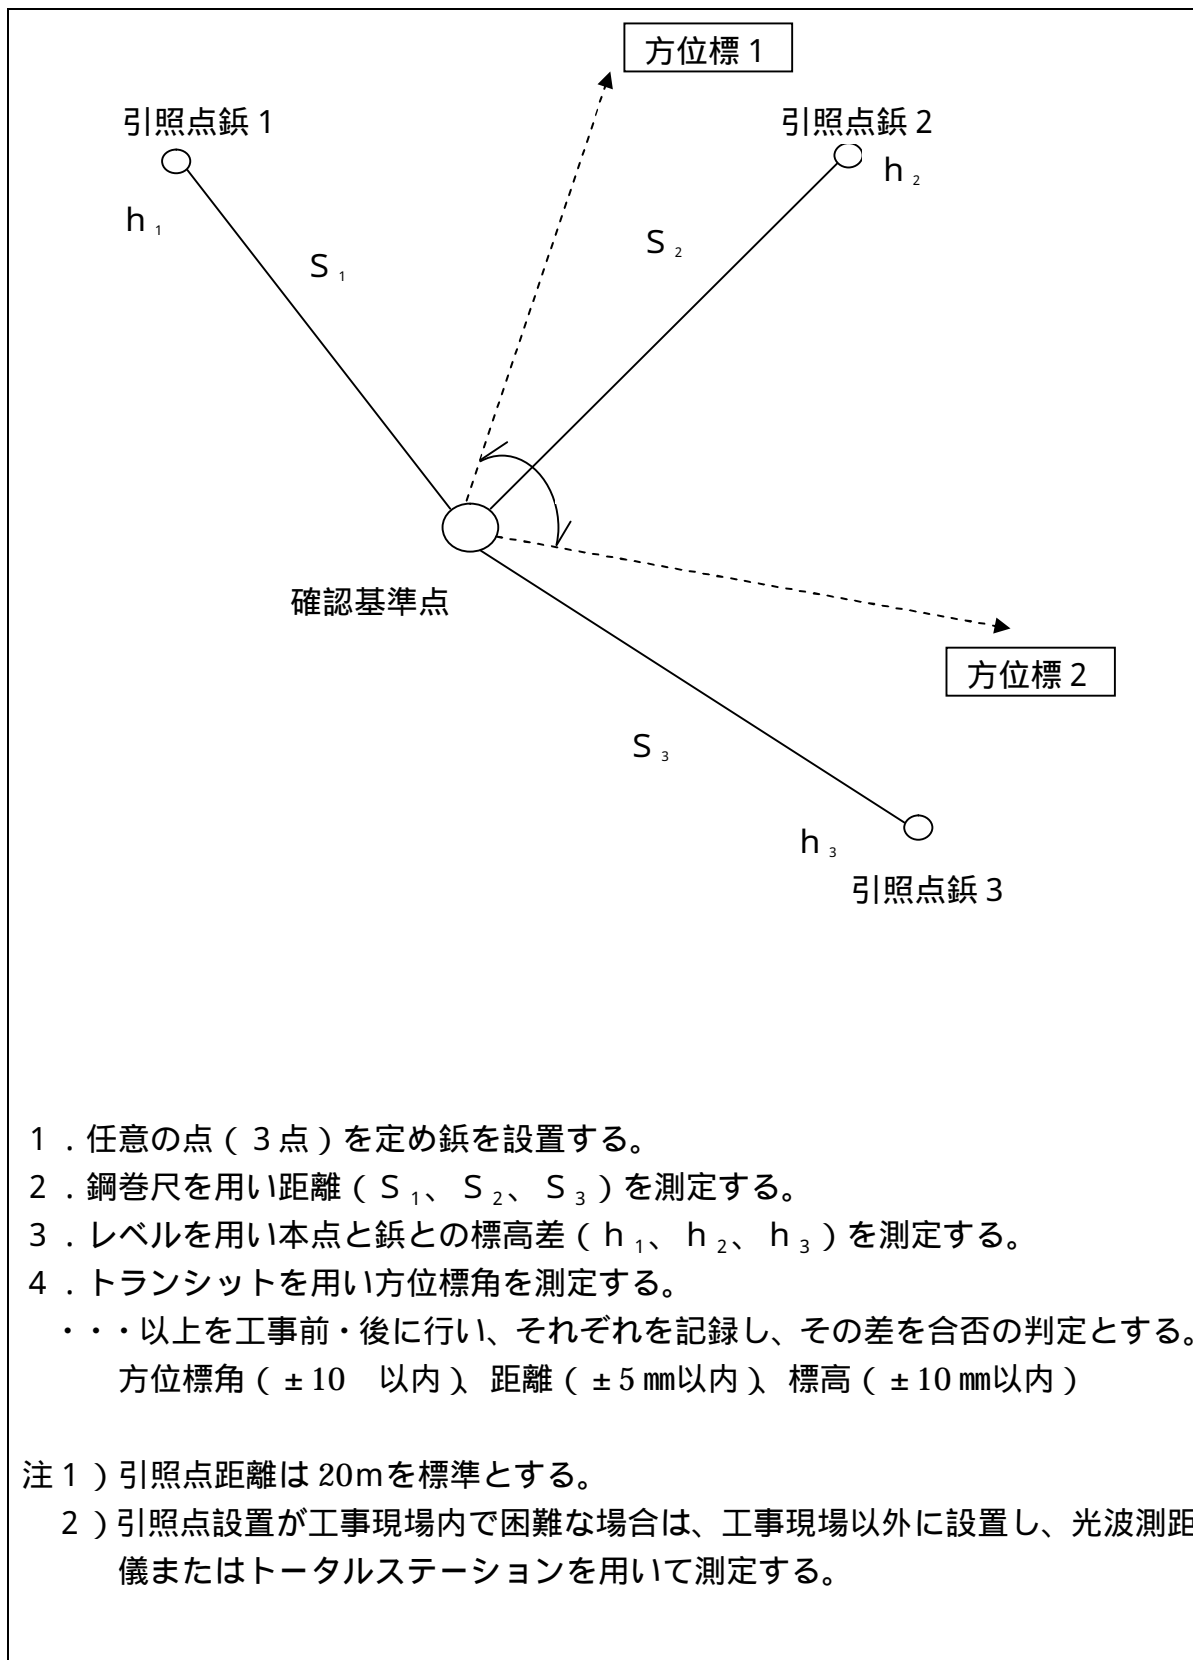 方位標１
引照点鋲１
引照点鋲２
h₁
h₂
S₁
S₂
確認基準点
方位標２
S₃
h₃
引照点鋲３
１．任意の点（３点）を定め鋲を設置する。
２．鋼巻尺を用い距離（Ｓ₁、Ｓ₂、Ｓ₃）を測定する。
３．レベルを用い本点と鋲との標高差（ｈ₁、ｈ₂、ｈ₃）を測定する。
４．トランシットを用い方位標角を測定する。
・・・以上を工事前・後に行い、それぞれを記録し、その差を合否の判定とする。
方位標角（±10　以内）、距離（±5㎜以内）、標高（±10㎜以内）
注１）引照点距離は20ｍを標準とする。
２）引照点設置が工事現場内で困難な場合は、工事現場以外に設置し、光波測距
儀またはトータルステーションを用いて測定する。